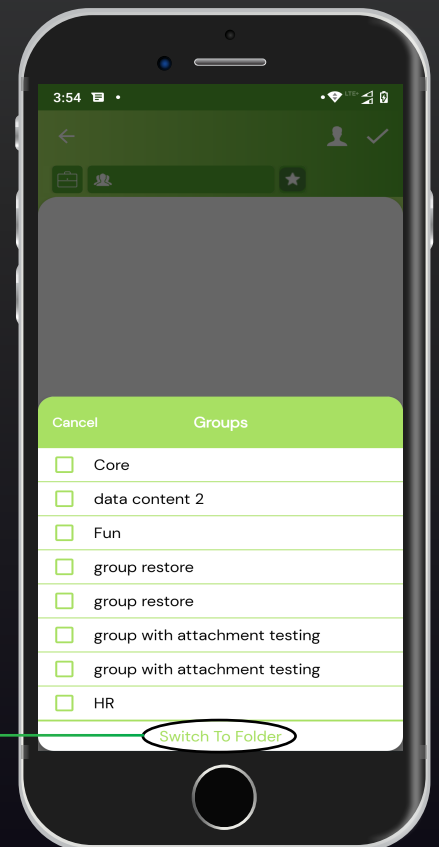 3:54
LTE+
Cancel
Groups
Core
data content 2
Fun
group restore
group restore
group with attachment testing
group with attachment testing
HR
Switch To Folder